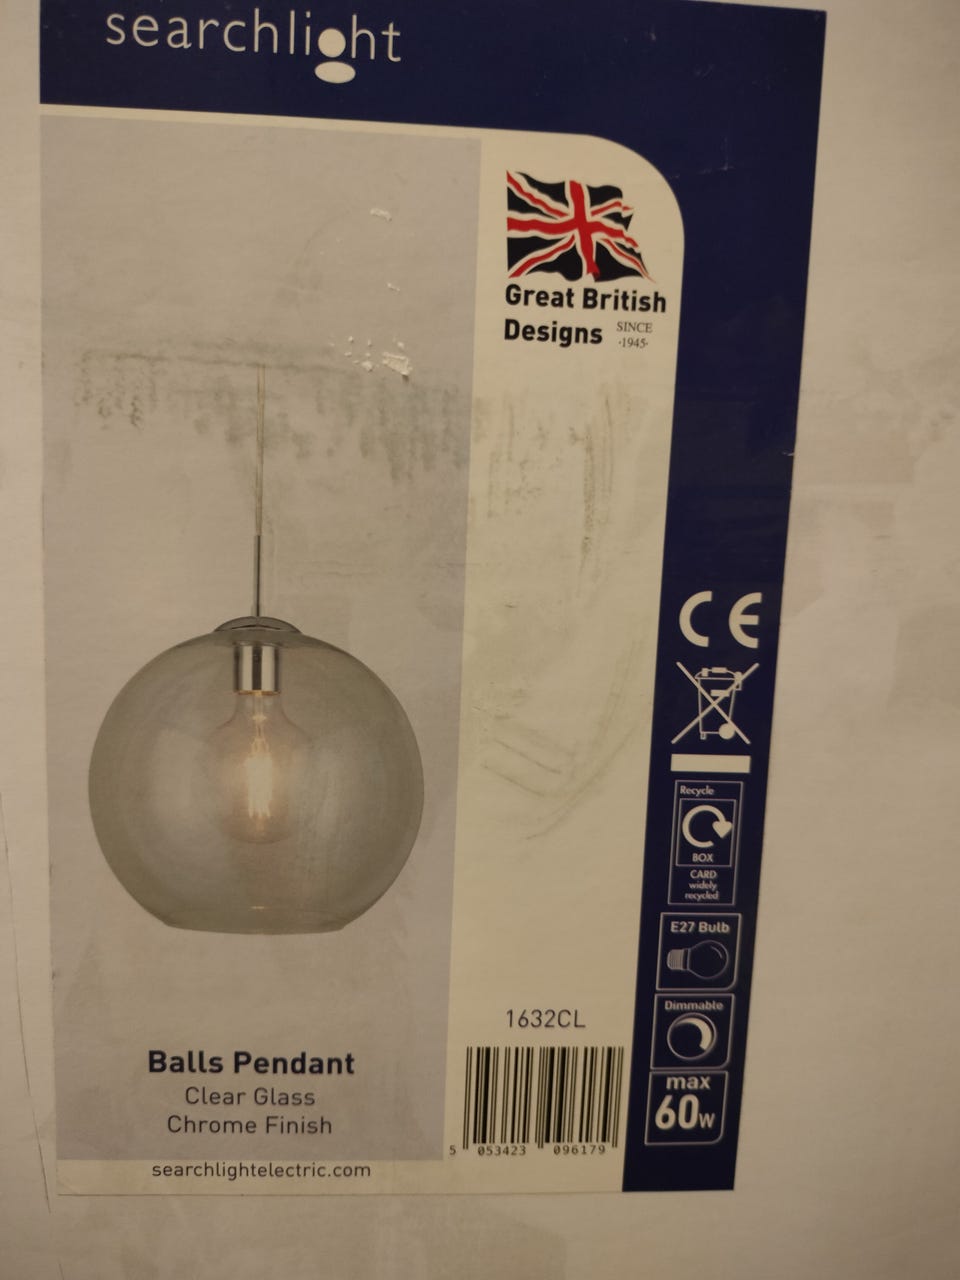 searchlight
Great British
Designs SINCE
·1945·
CE
Recycle
BOX
CARD
widely
recycled
E27 Bulb
Dimmable
max
60w
1632CL
5 053423 096179
Balls Pendant
Clear Glass
Chrome Finish
searchlightelectric.com